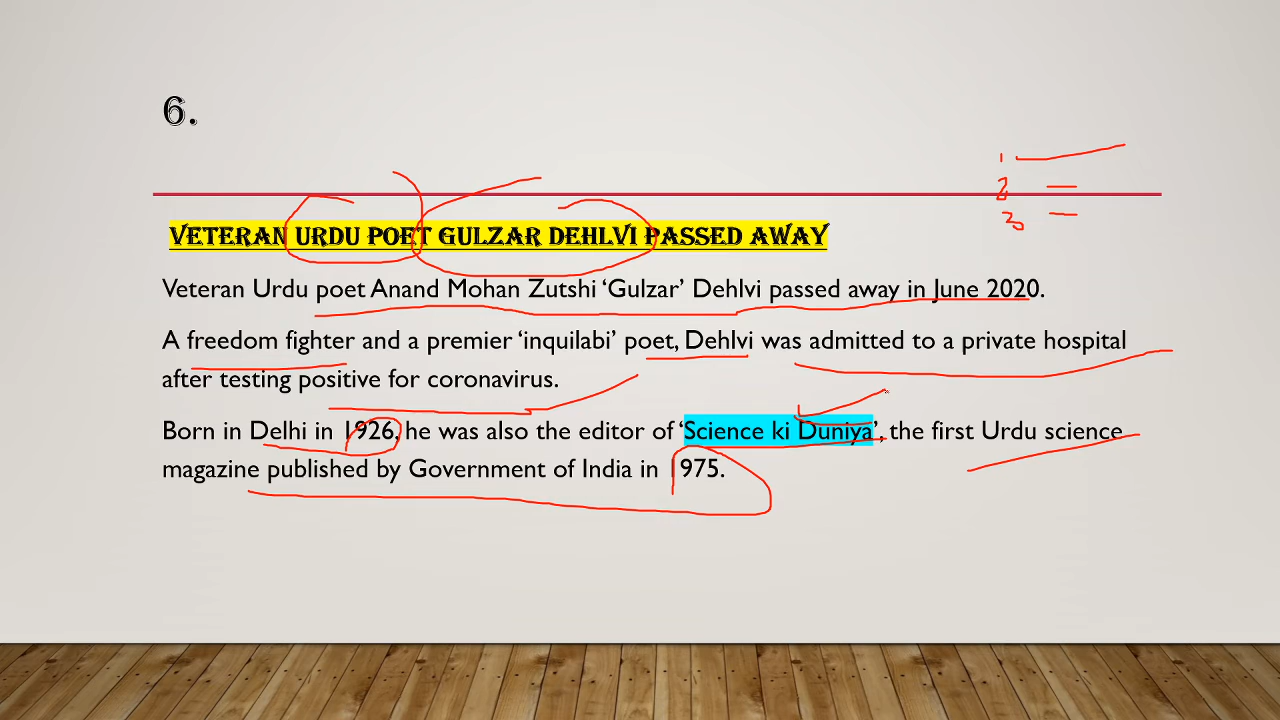 6.
1
2
3
VETERAN URDU POET GULZAR DEHLVI PASSED AWAY
Veteran Urdu poet Anand Mohan Zutshi ‘Gulzar’ Dehlvi passed away in June 2020.
A freedom fighter and a premier ‘inquilabi’ poet, Dehlvi was admitted to a private hospital
after testing positive for coronavirus.
Born in Delhi in 1926, he was also the editor of ‘Science ki Duniya’, the first Urdu science
magazine published by Government of India in 1975.